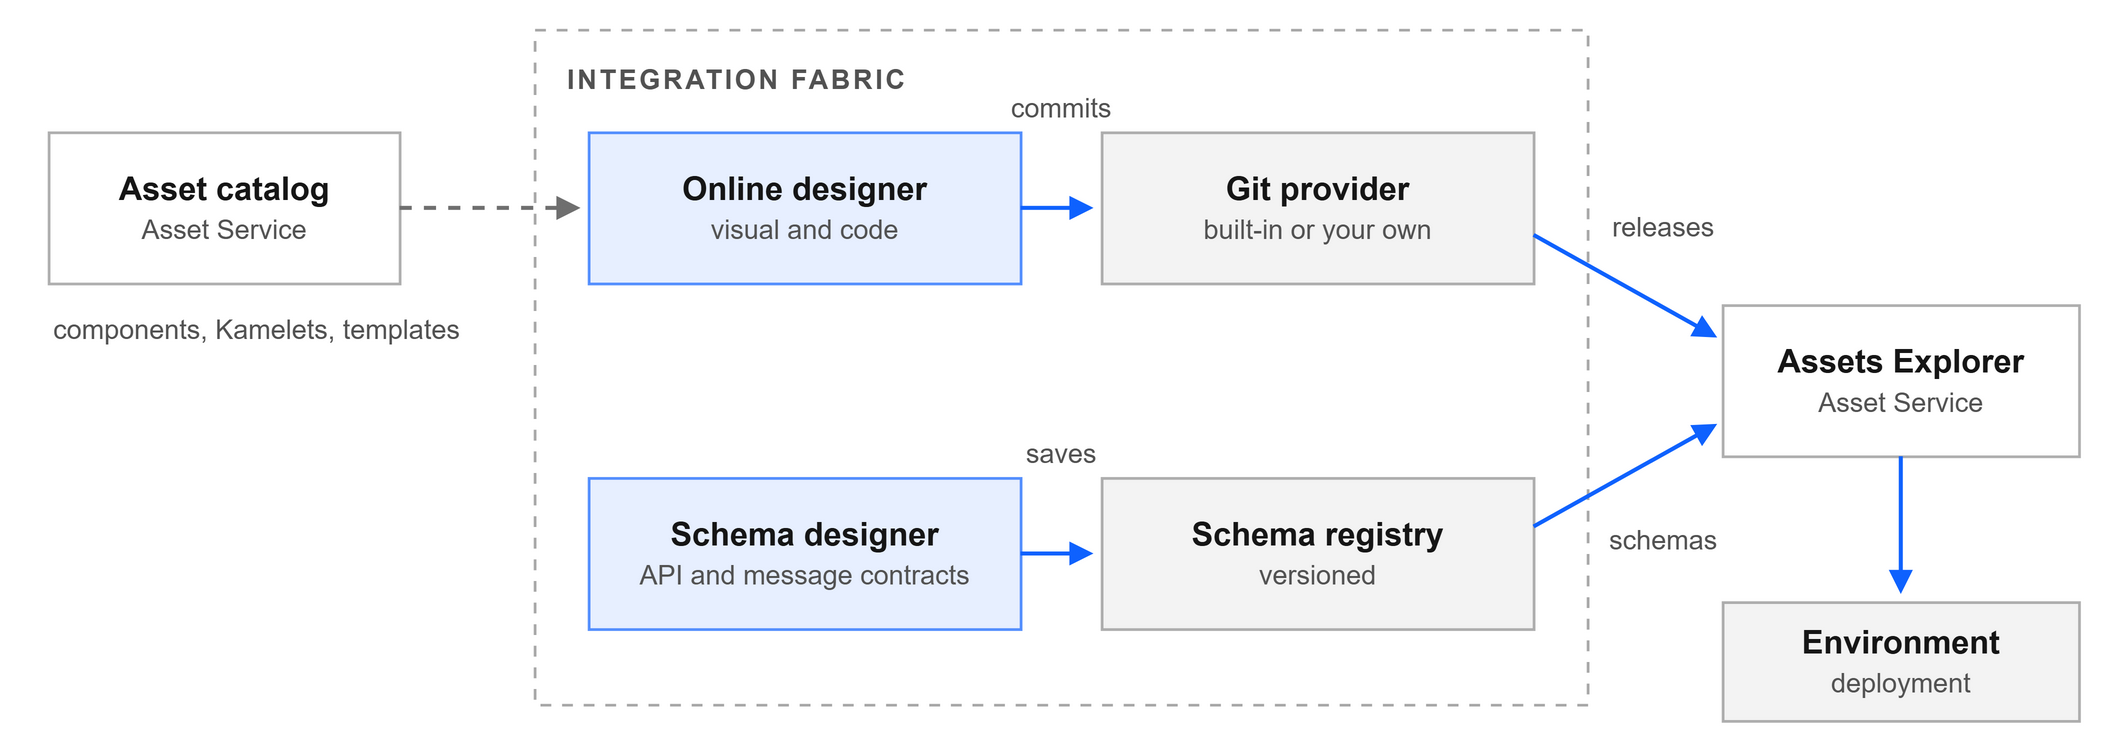 INTEGRATION FABRIC
commits
Asset catalog
Asset Service
components, Kamelets, templates
Online designer
visual and code
Git provider
built-in or your own
releases
Assets Explorer
Asset Service
saves
Schema designer
API and message contracts
Schema registry
versioned
schemas
Environment
deployment